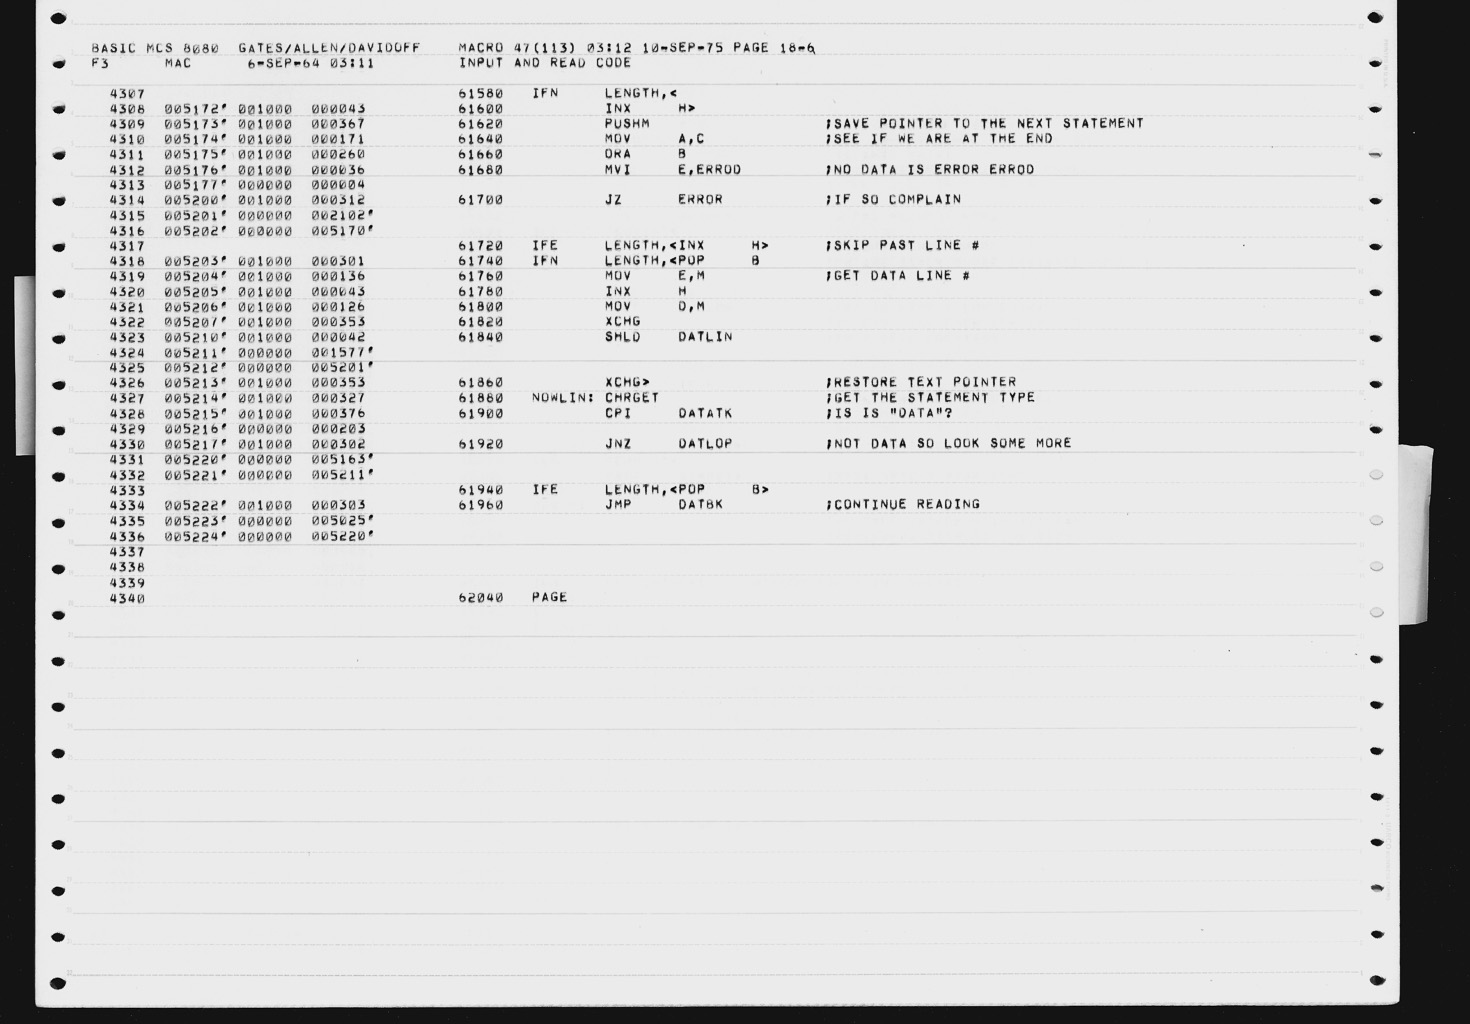 BASIC MCS 8080   GATES/ALLEN/DAVIDOFF     MACRO 47(113) 03:12 10-SEP-75 PAGE 18-6
F3      MAC       6-SEP-64 03:11          INPUT AND READ CODE
4307                                61580   IFN     LENGTH,<
4308  005172' 001000  000043        61600           INX     H>
4309  005173' 001000  000367        61620           PUSHM                   ;SAVE POINTER TO THE NEXT STATEMENT
4310  005174' 001000  000171        61640           MOV     A,C             ;SEE IF WE ARE AT THE END
4311  005175' 001000  000260        61660           ORA     B
4312  005176' 001000  000036        61680           MVI     E,ERROD         ;NO DATA IS ERROR ERROD
4313  005177' 000000  000004
4314  005200' 001000  000312        61700           JZ      ERROR           ;IF SO COMPLAIN
4315  005201' 000000  002102'
4316  005202' 000000  005170'
4317                                61720   IFE     LENGTH,<INX     H>      ;SKIP PAST LINE #
4318  005203' 001000  000301        61740   IFN     LENGTH,<POP     B
4319  005204' 001000  000136        61760           MOV     E,M             ;GET DATA LINE #
4320  005205' 001000  000043        61780           INX     H
4321  005206' 001000  000126        61800           MOV     D,M
4322  005207' 001000  000353        61820           XCHG
4323  005210' 001000  000042        61840           SHLD    DATLIN
4324  005211' 000000  001577'
4325  005212' 000000  005201'
4326  005213' 001000  000353        61860           XCHG>                   ;RESTORE TEXT POINTER
4327  005214' 001000  000327        61880   NOWLIN: CHRGET                  ;GET THE STATEMENT TYPE
4328  005215' 001000  000376        61900           CPI     DATATK          ;IS IS "DATA"?
4329  005216' 000000  000203
4330  005217' 001000  000302        61920           JNZ     DATLOP          ;NOT DATA SO LOOK SOME MORE
4331  005220' 000000  005163'
4332  005221' 000000  005211'
4333                                61940   IFE     LENGTH,<POP     B>
4334  005222' 001000  000303        61960           JMP     DATBK           ;CONTINUE READING
4335  005223' 000000  005025'
4336  005224' 000000  005220'
4337
4338
4339
4340                                62040   PAGE